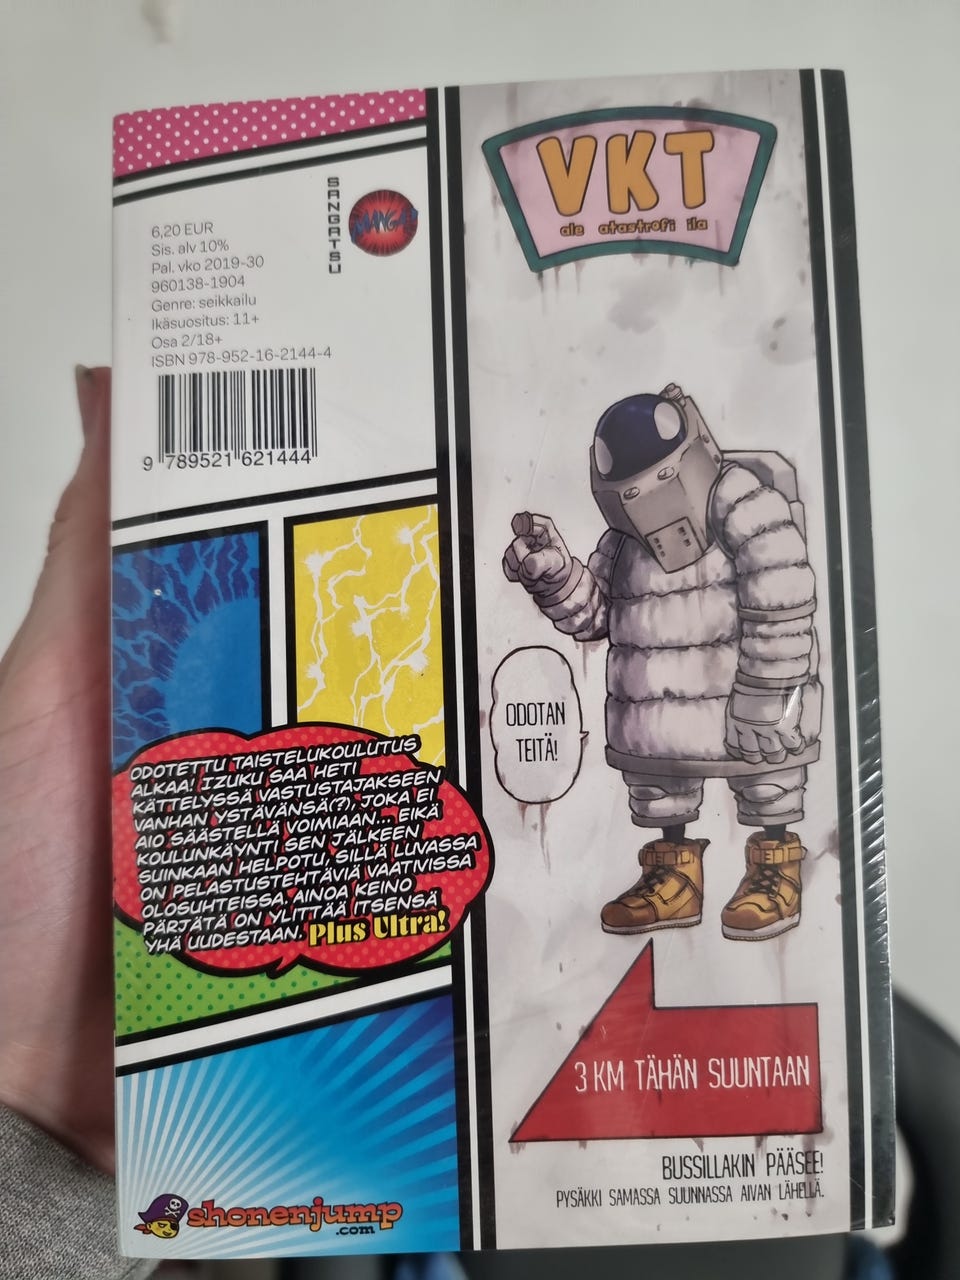 SANGATSU
MANGA!
6,20 EUR
Sis. alv 10%
Pal. vko 2019-30
960138-1904
Genre: seikkailu
Ikäsuositus: 11+
Osa 2/18+
ISBN 978-952-16-2144-4
9 789521 621444
ODOTETTU TAISTELUKOULUTUS
ALKAA! IZUKU SAA HETI
KÄTTELYSSÄ VASTUSTAJAKSEEN
VANHAN YSTÄVÄNSÄ(?), JOKA EI
AIO SÄÄSTELLÄ VOIMIAAN... EIKÄ
KOULUNKÄYNTI SEN JÄLKEEN
SUINKAAN HELPOTU, SILLÄ LUVASSA
ON PELASTUSTEHTÄVIÄ VAATIVISSA
OLOSUHTEISSA. AINOA KEINO
PÄRJÄTÄ ON YLITTÄÄ ITSENSÄ
YHÄ UUDESTAAN. Plus Ultra!
shonenjump
.com
VKT
ale atastrofi ila
ODOTAN
TEITÄ!
3 KM TÄHÄN SUUNTAAN
BUSSILLAKIN PÄÄSEE!
PYSÄKKI SAMASSA SUUNNASSA AIVAN LÄHELLÄ.